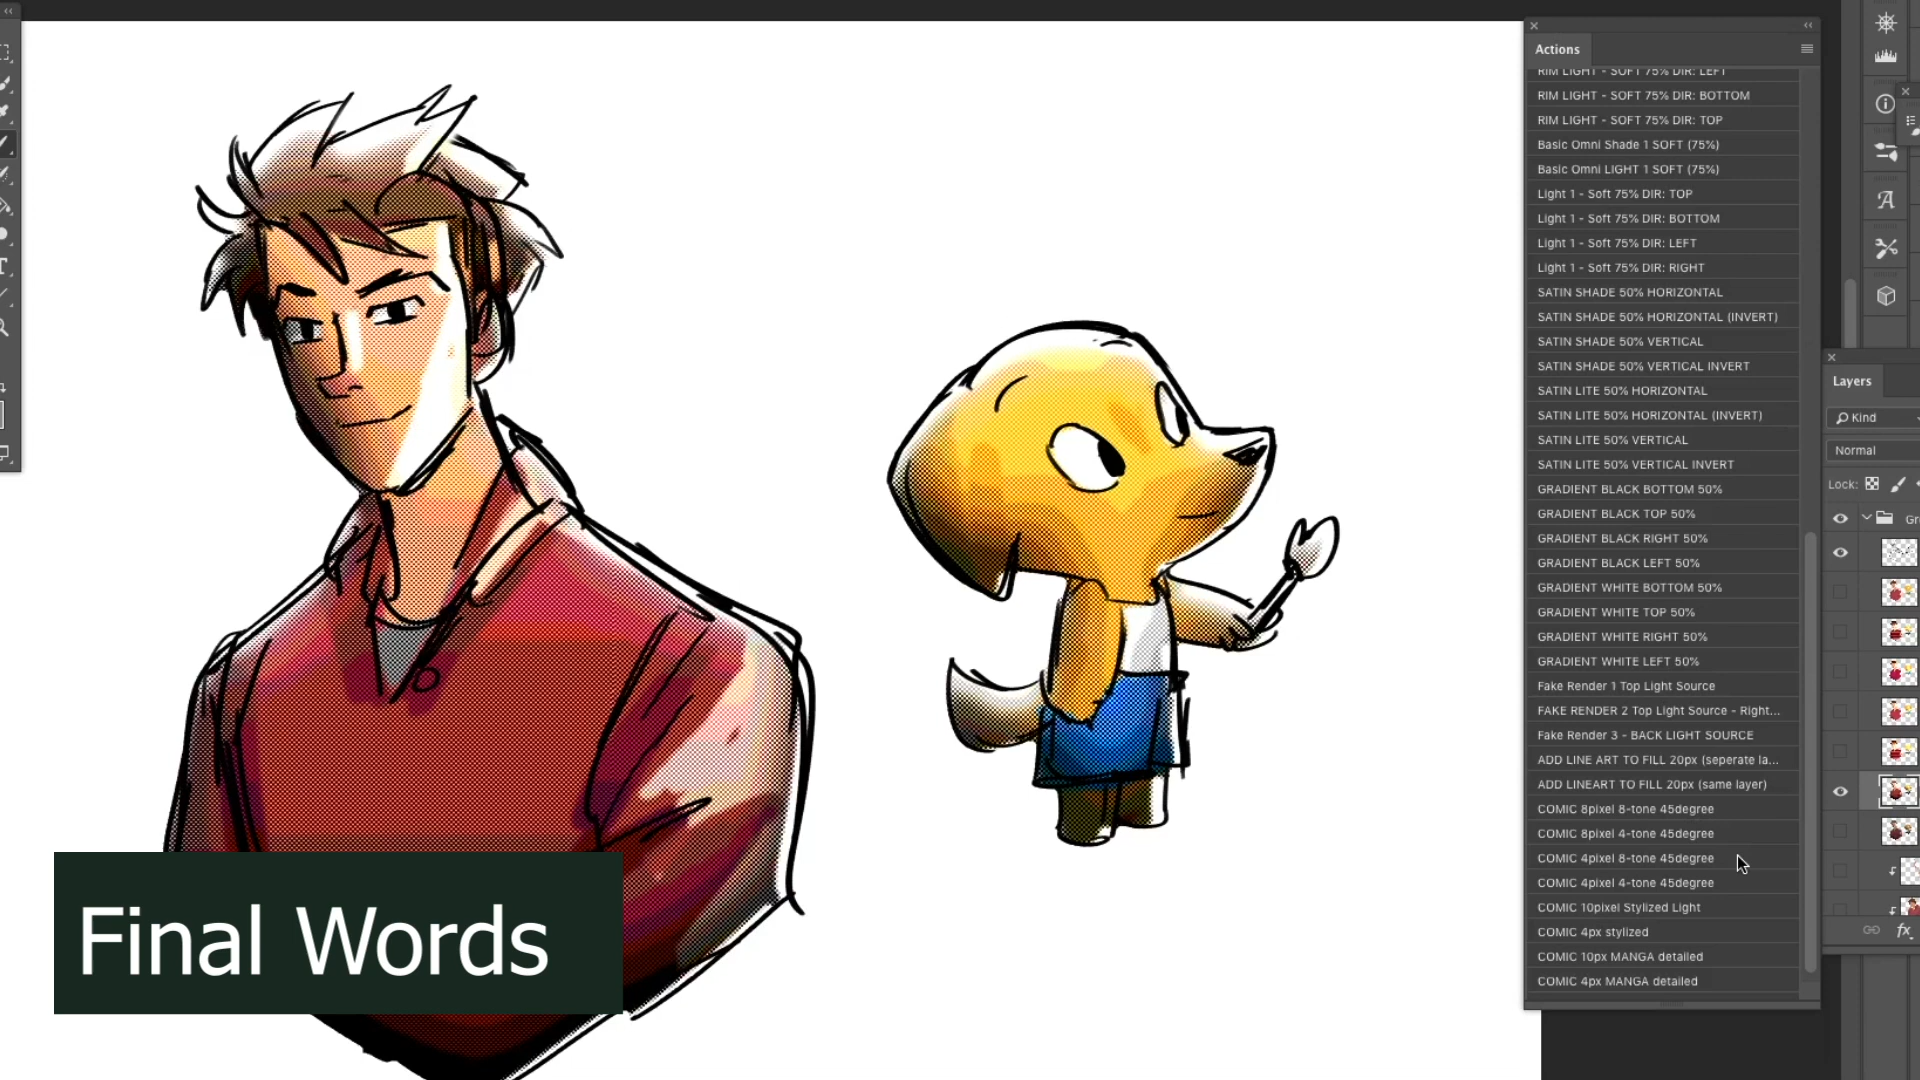 Actions
RIM LIGHT - SOFT 75% DIR: LEFT
RIM LIGHT - SOFT 75% DIR: BOTTOM
RIM LIGHT - SOFT 75% DIR: TOP
Basic Omni Shade 1 SOFT (75%)
Basic Omni LIGHT 1 SOFT (75%)
Light 1 - Soft 75% DIR: TOP
Light 1 - Soft 75% DIR: BOTTOM
Light 1 - Soft 75% DIR: LEFT
Light 1 - Soft 75% DIR: RIGHT
SATIN SHADE 50% HORIZONTAL
SATIN SHADE 50% HORIZONTAL (INVERT)
SATIN SHADE 50% VERTICAL
SATIN SHADE 50% VERTICAL INVERT
SATIN LITE 50% HORIZONTAL
SATIN LITE 50% HORIZONTAL (INVERT)
SATIN LITE 50% VERTICAL
SATIN LITE 50% VERTICAL INVERT
GRADIENT BLACK BOTTOM 50%
GRADIENT BLACK TOP 50%
GRADIENT BLACK RIGHT 50%
GRADIENT BLACK LEFT 50%
GRADIENT WHITE BOTTOM 50%
GRADIENT WHITE TOP 50%
GRADIENT WHITE RIGHT 50%
GRADIENT WHITE LEFT 50%
Fake Render 1 Top Light Source
FAKE RENDER 2 Top Light Source - Right...
Fake Render 3 - BACK LIGHT SOURCE
ADD LINE ART TO FILL 20px (seperate la...
ADD LINEART TO FILL 20px (same layer)
COMIC 8pixel 8-tone 45degree
COMIC 8pixel 4-tone 45degree
COMIC 4pixel 8-tone 45degree
COMIC 4pixel 4-tone 45degree
COMIC 10pixel Stylized Light
COMIC 4px stylized
COMIC 10px MANGA detailed
COMIC 4px MANGA detailed
Layers
Kind
Normal
Lock:
Gr
fx
Final Words